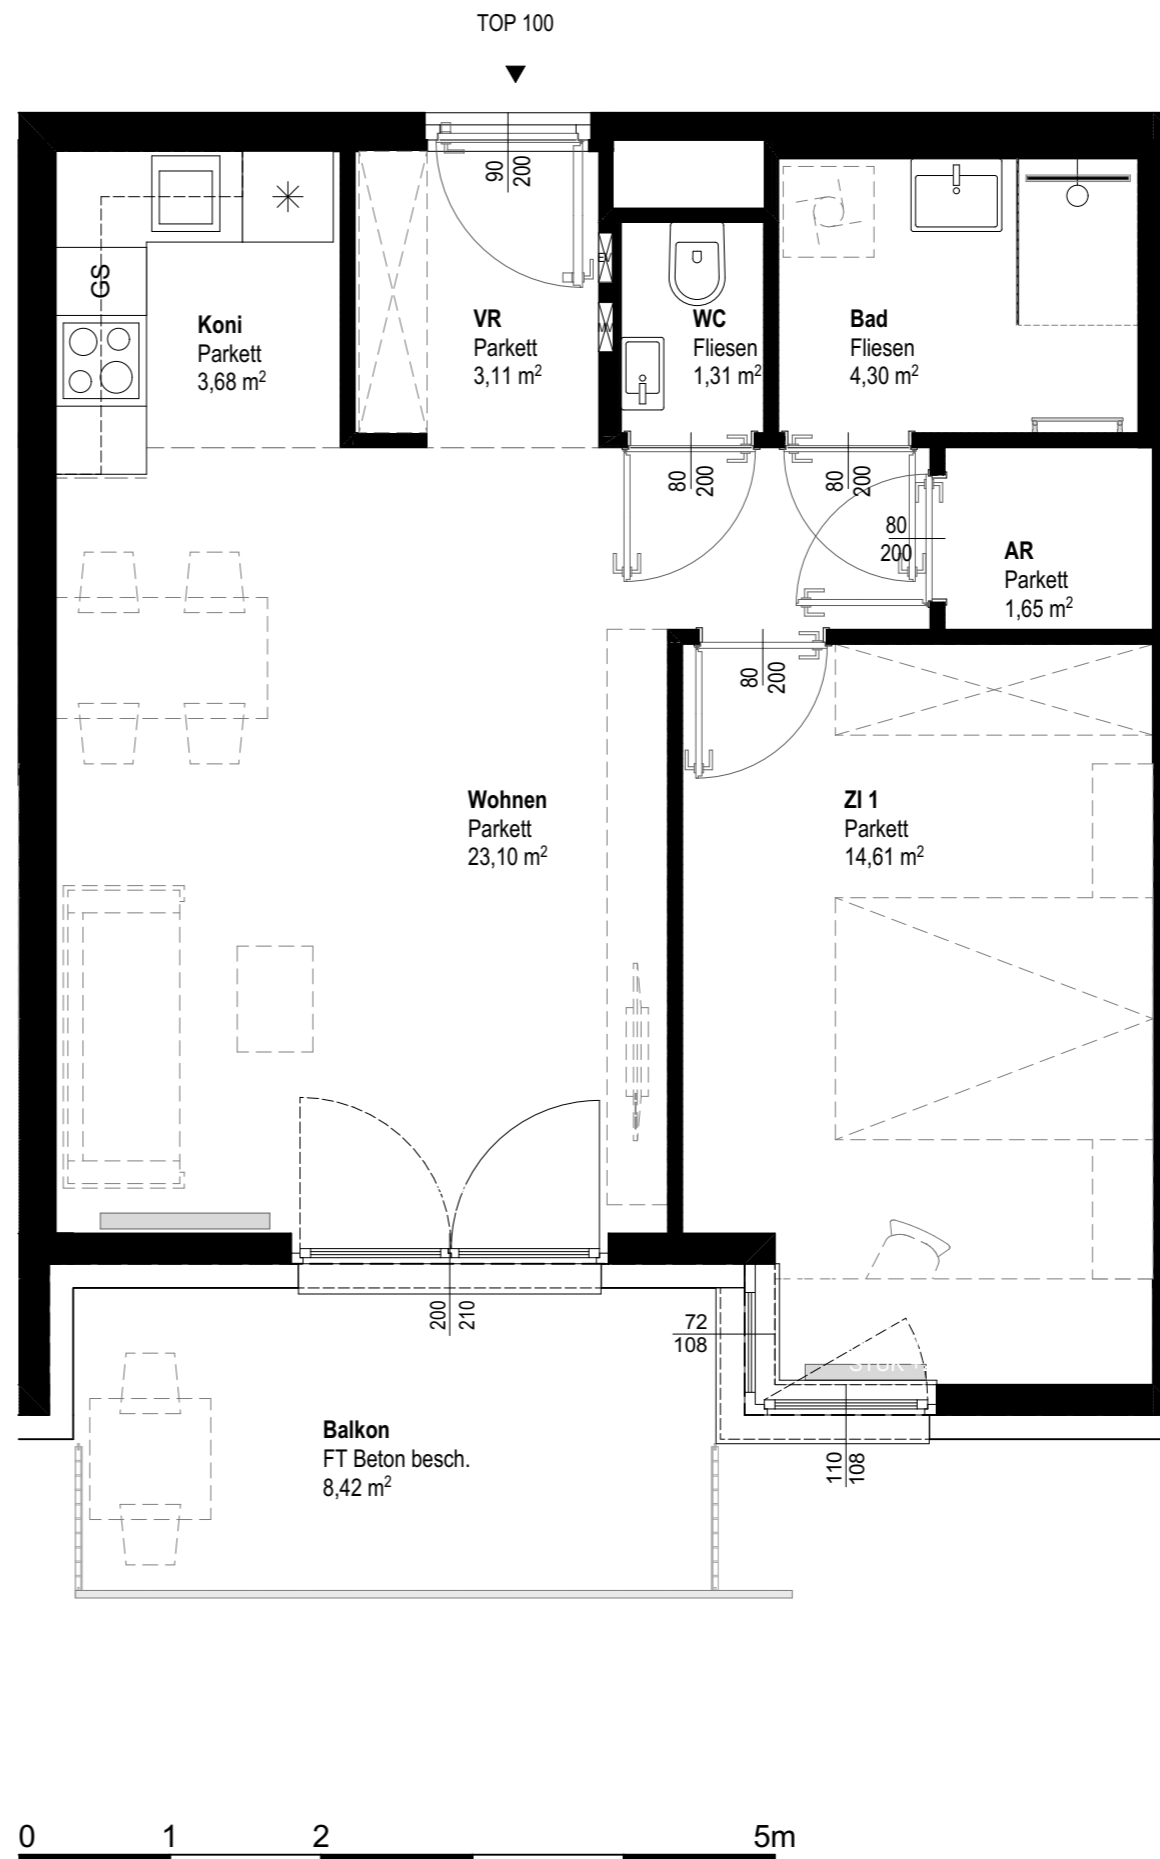 TOP 100
90
200
GS
Koni
Parkett
3,68 m²
VR
Parkett
3,11 m²
WC
Fliesen
1,31 m²
Bad
Fliesen
4,30 m²
80
200
80
200
80
200
AR
Parkett
1,65 m²
80
200
Wohnen
Parkett
23,10 m²
ZI 1
Parkett
14,61 m²
200
210
72
108
110
108
Balkon
FT Beton besch.
8,42 m²
0 1 2 5m